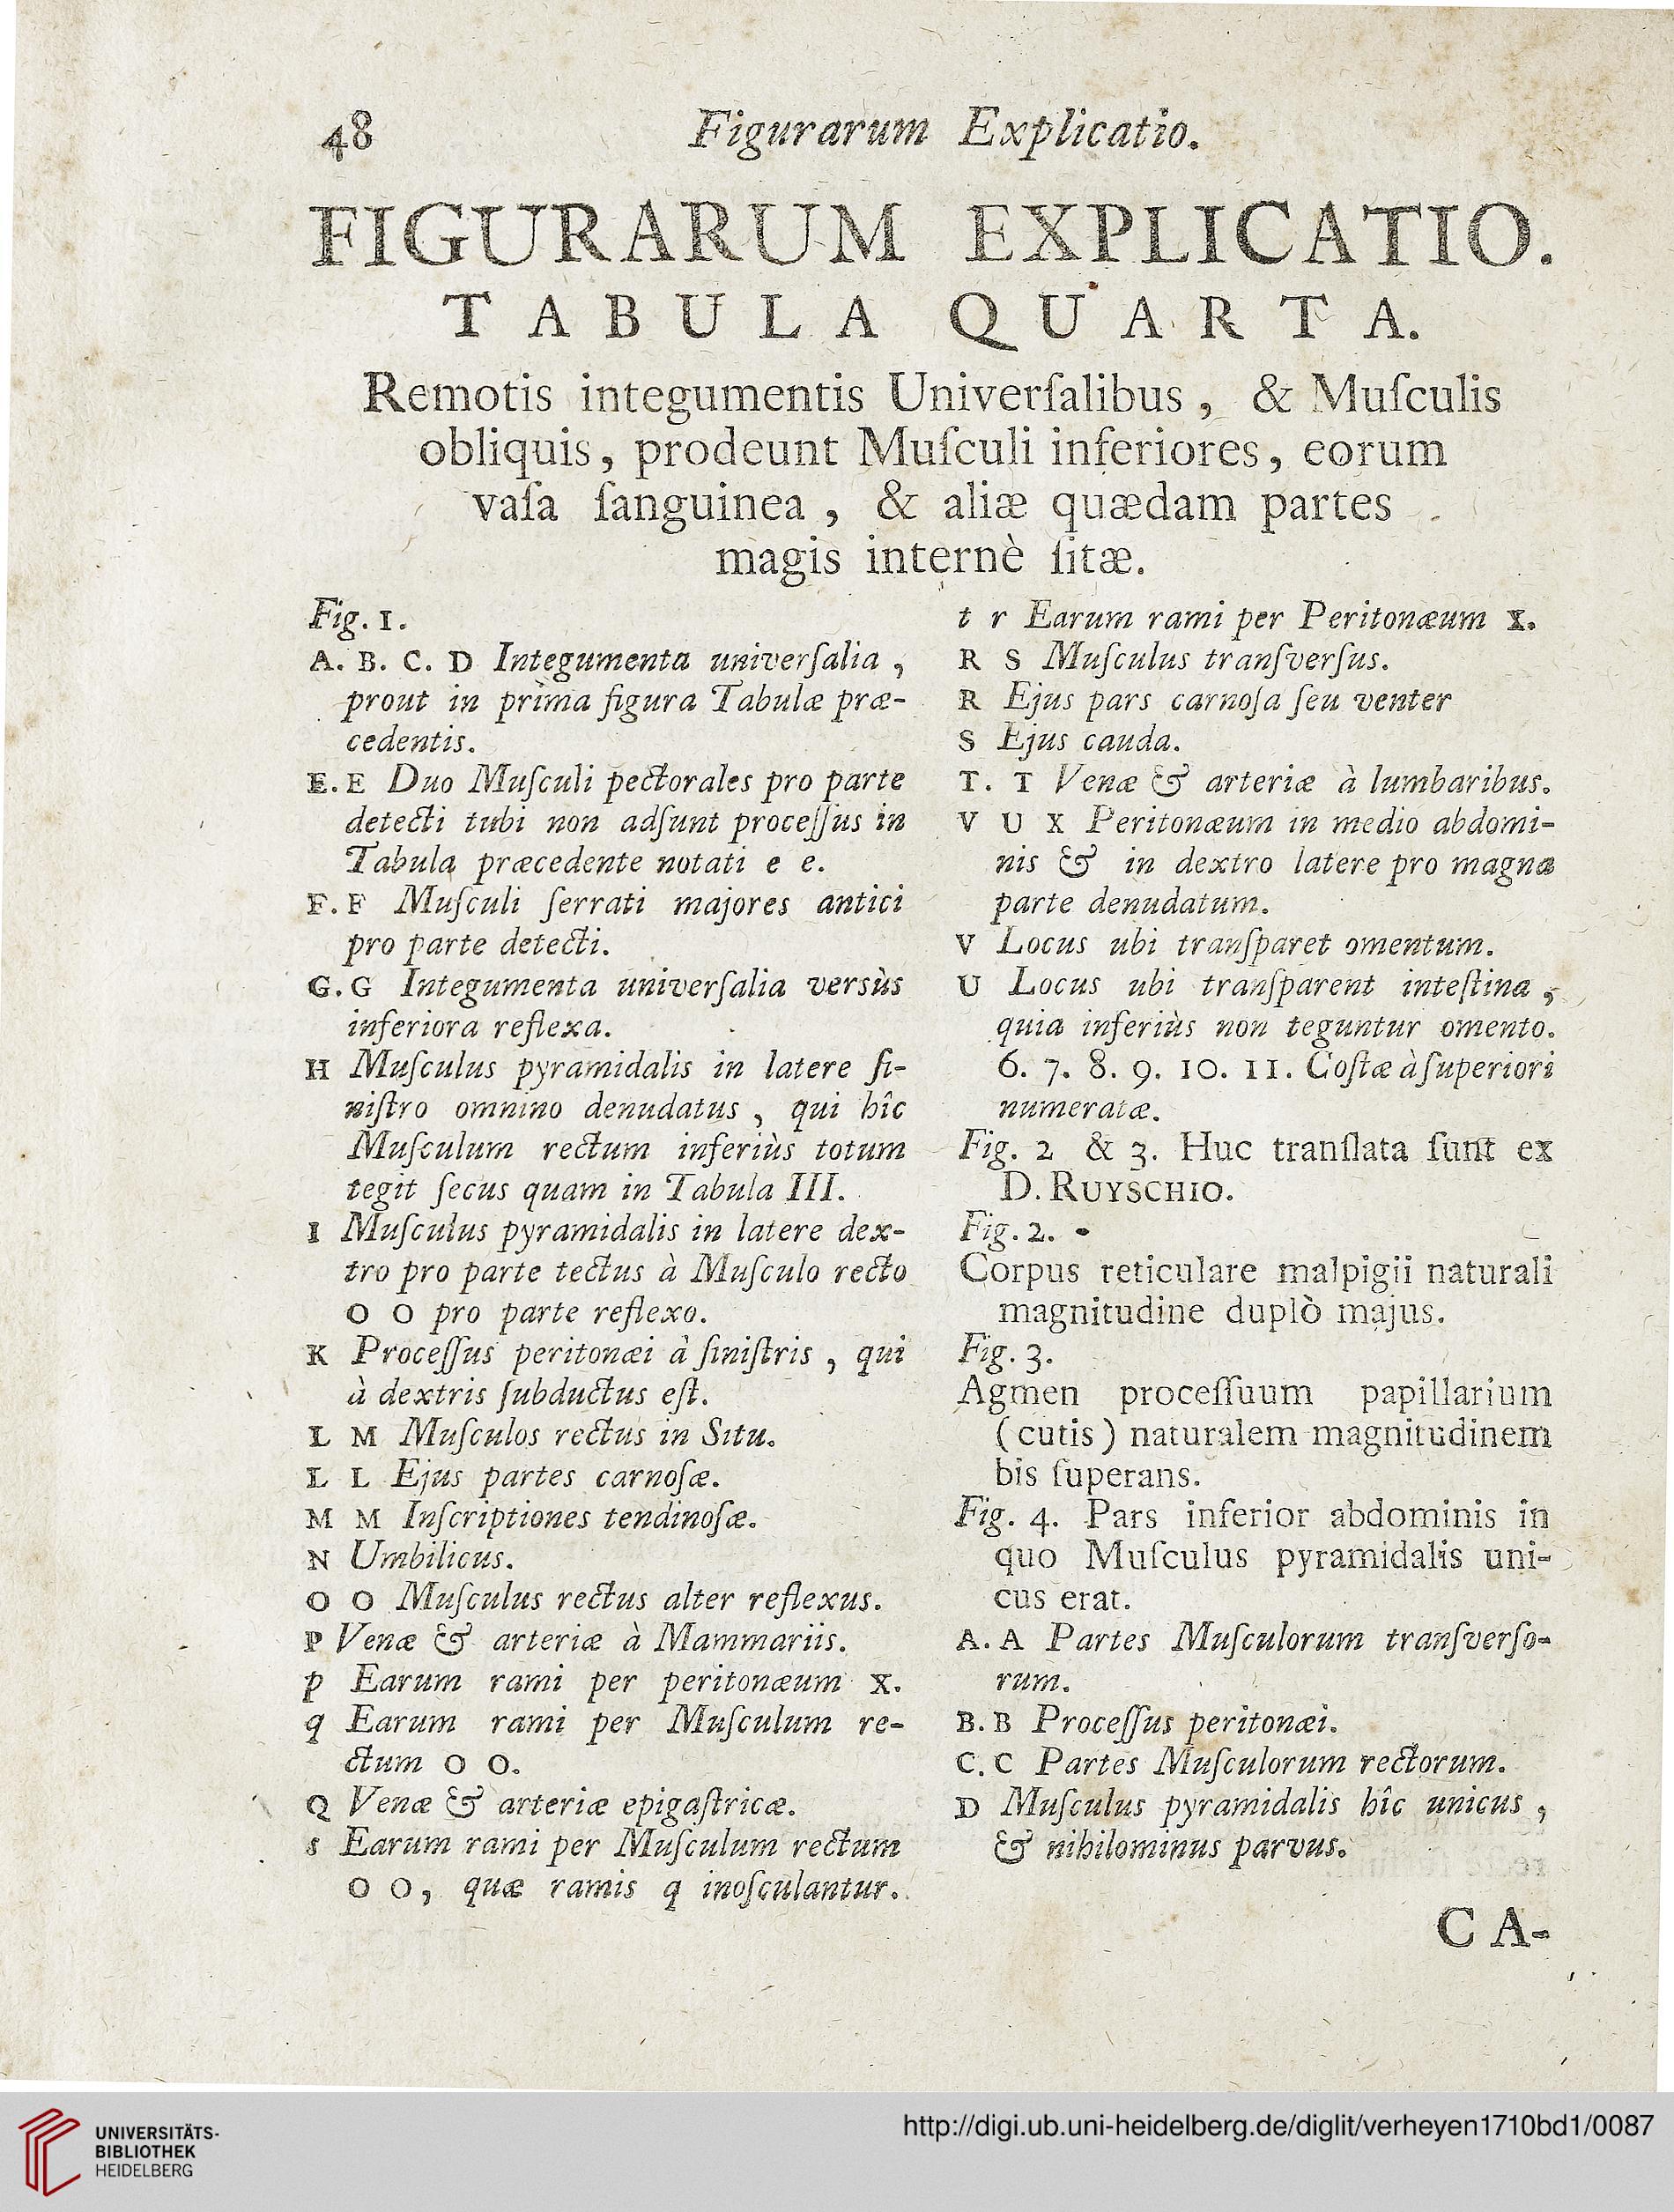 48 Figurarum Explicatio.
FIGURARUM EXPLICATIO.
TABULA QUARTA.
Remotis integumentis Univerſalibus, & Muſculis
obliquis, prodeunt Muſculi inferiores, eorum
vaſa ſanguinea, & aliæ quædam partes
magis internè ſitæ.
Fig. 1.
A. B. C. D Integumenta univerſalia,
prout in prima figura Tabulæ præ-
cedentis.
E. E Duo Muſculi pectorales pro parte
detecti tubi non adſunt proceſſus in
Tabula præcedente notati e e.
F. F Muſculi ſerrati majores antici
pro parte detecti.
G. G Integumenta univerſalia versùs
inferiora reflexa.
H Muſculus pyramidalis in latere ſi-
niſtro omnino denudatus, qui hîc
Muſculum rectum inferiùs totum
tegit ſecus quam in Tabula III.
I Muſculus pyramidalis in latere dex-
tro pro parte tectus à Muſculo recto
O O pro parte reflexo.
K Proceſſus peritonæi à ſiniſtris, qui
à dextris ſubductus eſt.
L M Muſculos rectus in Situ.
L L Ejus partes carnoſæ.
M M Inſcriptiones tendinoſæ.
N Umbilicus.
O O Muſculus rectus alter reflexus.
P Venæ & arteriæ à Mammariis.
p Earum rami per peritonæum X.
q Earum rami per Muſculum re-
ctum O O.
Q Venæ & arteriæ epigaſtricæ.
s Earum rami per Muſculum rectum
O O, quæ ramis q inoſculantur.
t r Earum rami per Peritonæum X.
R S Muſculus tranſverſus.
R Ejus pars carnoſa ſeu venter
S Ejus cauda.
T. T Venæ & arteriæ à lumbaribus.
V U X Peritonæum in medio abdomi-
nis & in dextro latere pro magna
parte denudatum.
V Locus ubi tranſparet omentum.
U Locus ubi tranſparent inteſtina,
quia inferiùs non teguntur omento.
6. 7. 8. 9. 10. 11. Coſtæ à ſuperiori
numeratæ.
Fig. 2 & 3. Huc tranſlata ſunt ex
D. RUYSCHIO.
Fig. 2.
Corpus reticulare malpigii naturali
magnitudine duplò majus.
Fig. 3.
Agmen proceſſuum papillarium
(cutis) naturalem magnitudinem
bis ſuperans.
Fig. 4. Pars inferior abdominis in
quo Muſculus pyramidalis uni-
cus erat.
A. A Partes Muſculorum tranſverſo-
rum.
B. B Proceſſus peritonæi.
C. C Partes Muſculorum rectorum.
D Muſculus pyramidalis hîc unicus,
& nihilominus parvus.
CA-
UNIVERSITÄTS-
BIBLIOTHEK
HEIDELBERG
http://digi.ub.uni-heidelberg.de/diglit/verheyen1710bd1/0087